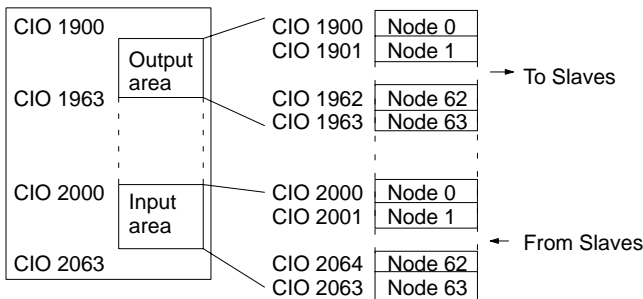 CIO 1900
Output
area
CIO 1963
CIO 2000
Input
area
CIO 2063
CIO 1900 Node 0
CIO 1901 Node 1
To Slaves
CIO 1962 Node 62
CIO 1963 Node 63
CIO 2000 Node 0
CIO 2001 Node 1
From Slaves
CIO 2064 Node 62
CIO 2063 Node 63